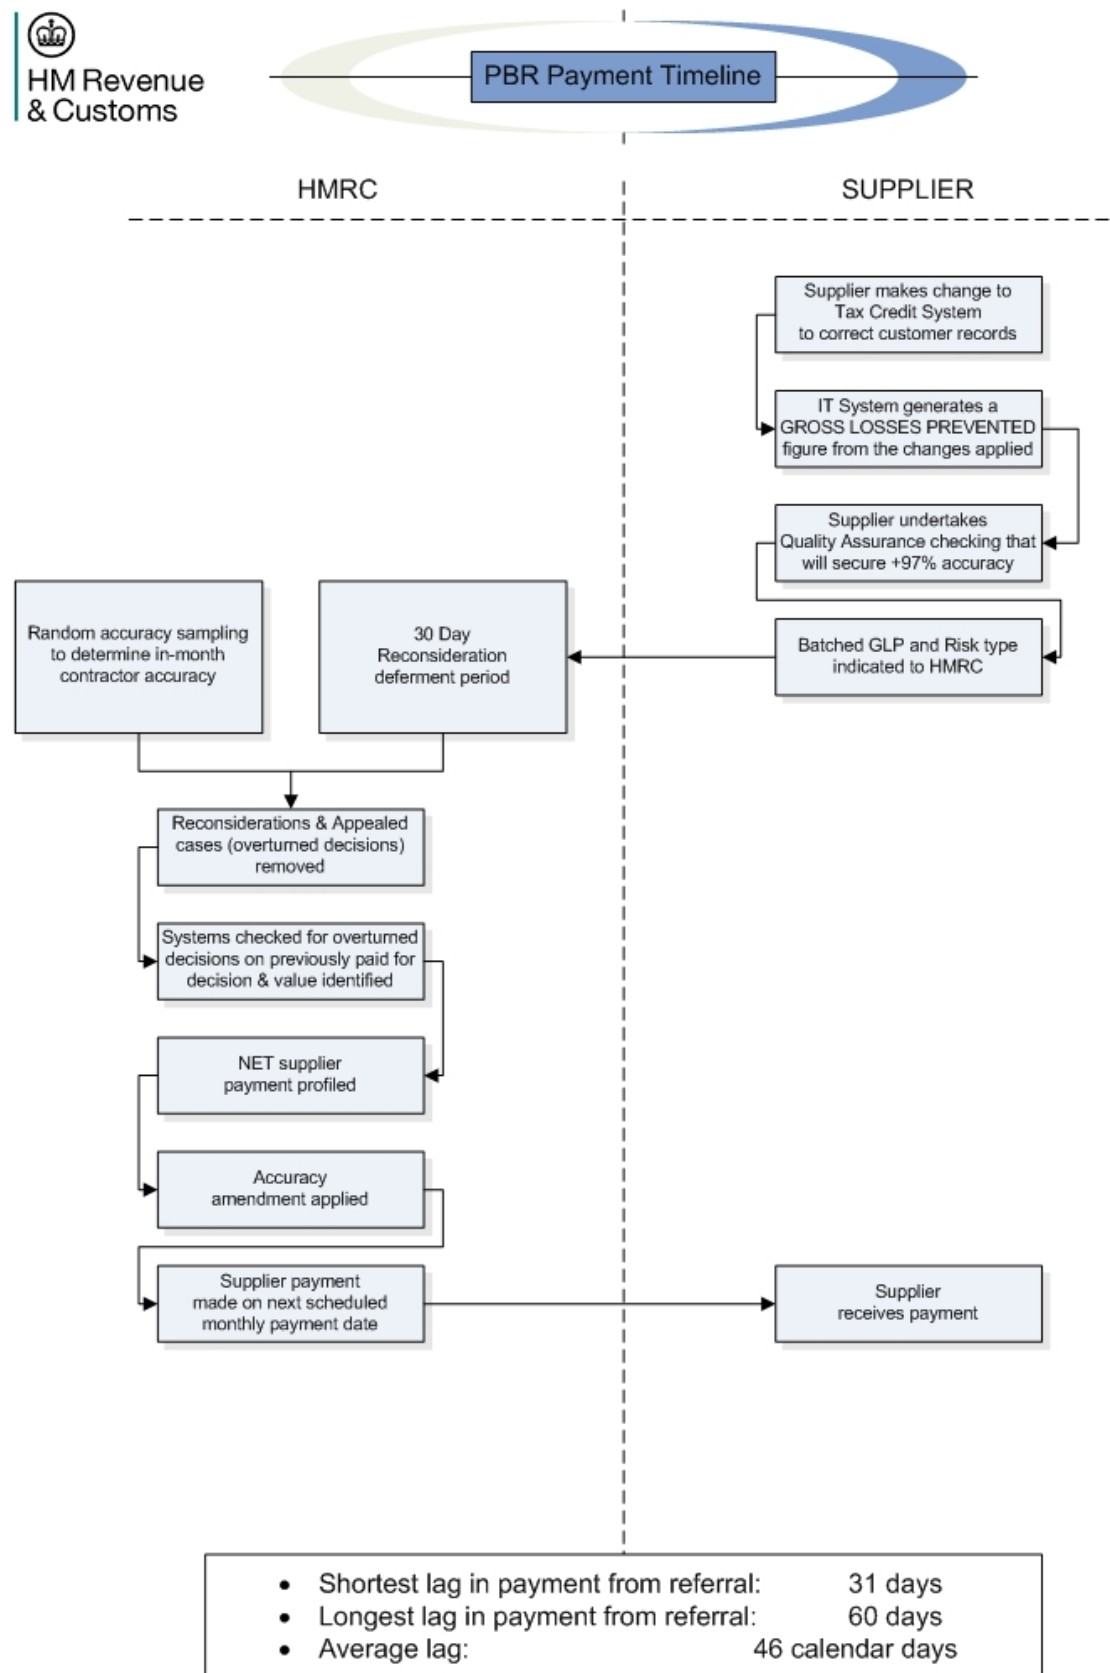 HM Revenue
& Customs
PBR Payment Timeline
HMRC
SUPPLIER
Supplier makes change to
Tax Credit System
to correct customer records
IT System generates a
GROSS LOSSES PREVENTED
figure from the changes applied
Supplier undertakes
Quality Assurance checking that
will secure +97% accuracy
Batched GLP and Risk type
indicated to HMRC
30 Day
Reconsideration
deferment period
Random accuracy sampling
to determine in-month
contractor accuracy
Reconsiderations & Appealed
cases (overturned decisions)
removed
Systems checked for overturned
decisions on previously paid for
decision & value identified
NET supplier
payment profiled
Accuracy
amendment applied
Supplier payment
made on next scheduled
monthly payment date
Supplier
receives payment
• Shortest lag in payment from referral: 31 days
• Longest lag in payment from referral: 60 days
• Average lag: 46 calendar days